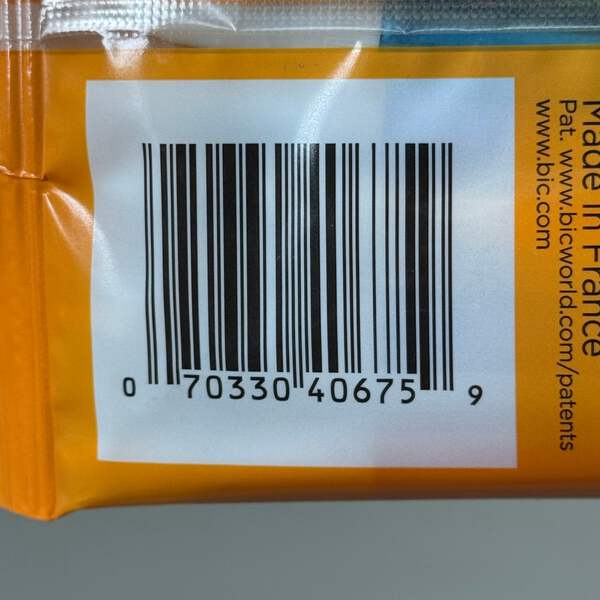 0 70330 40675 9
Made in France
Pat. www.bicworld.com/patents
www.bic.com